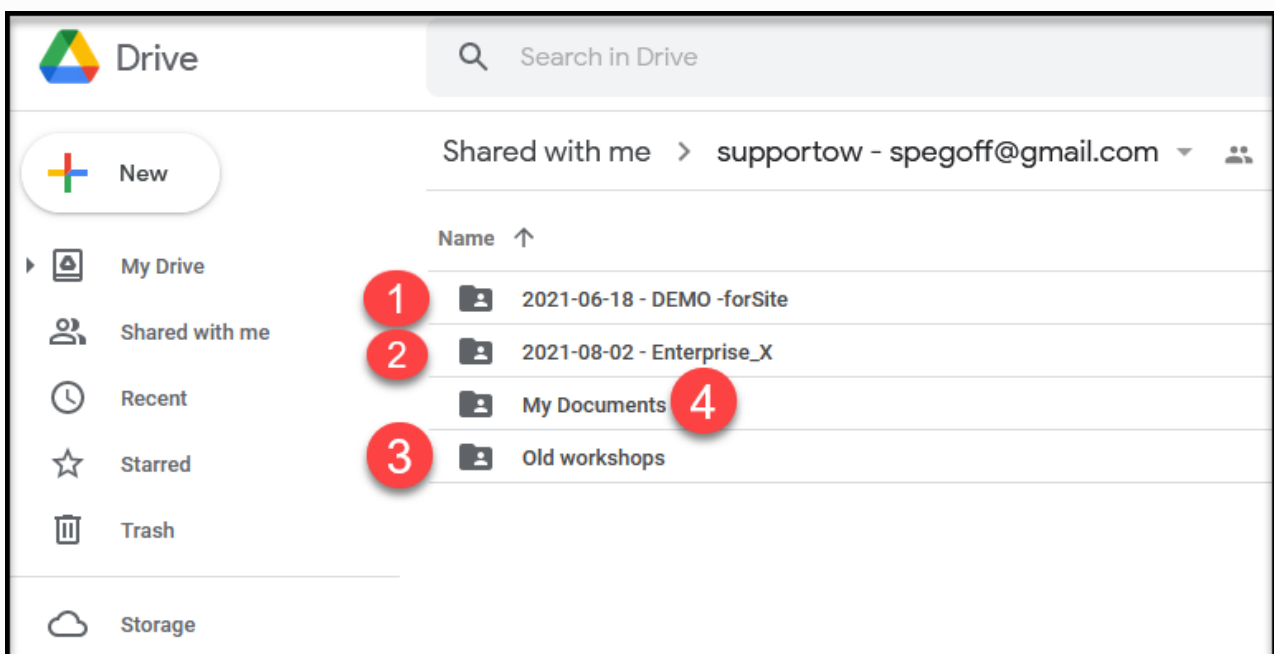 Drive
Search in Drive
Shared with me > supportow - spegoff@gmail.com
New
Name
My Drive
1 2021-06-18 - DEMO -forSite
Shared with me
2 2021-08-02 - Enterprise_X
Recent
My Documents 4
Starred
3 Old workshops
Trash
Storage